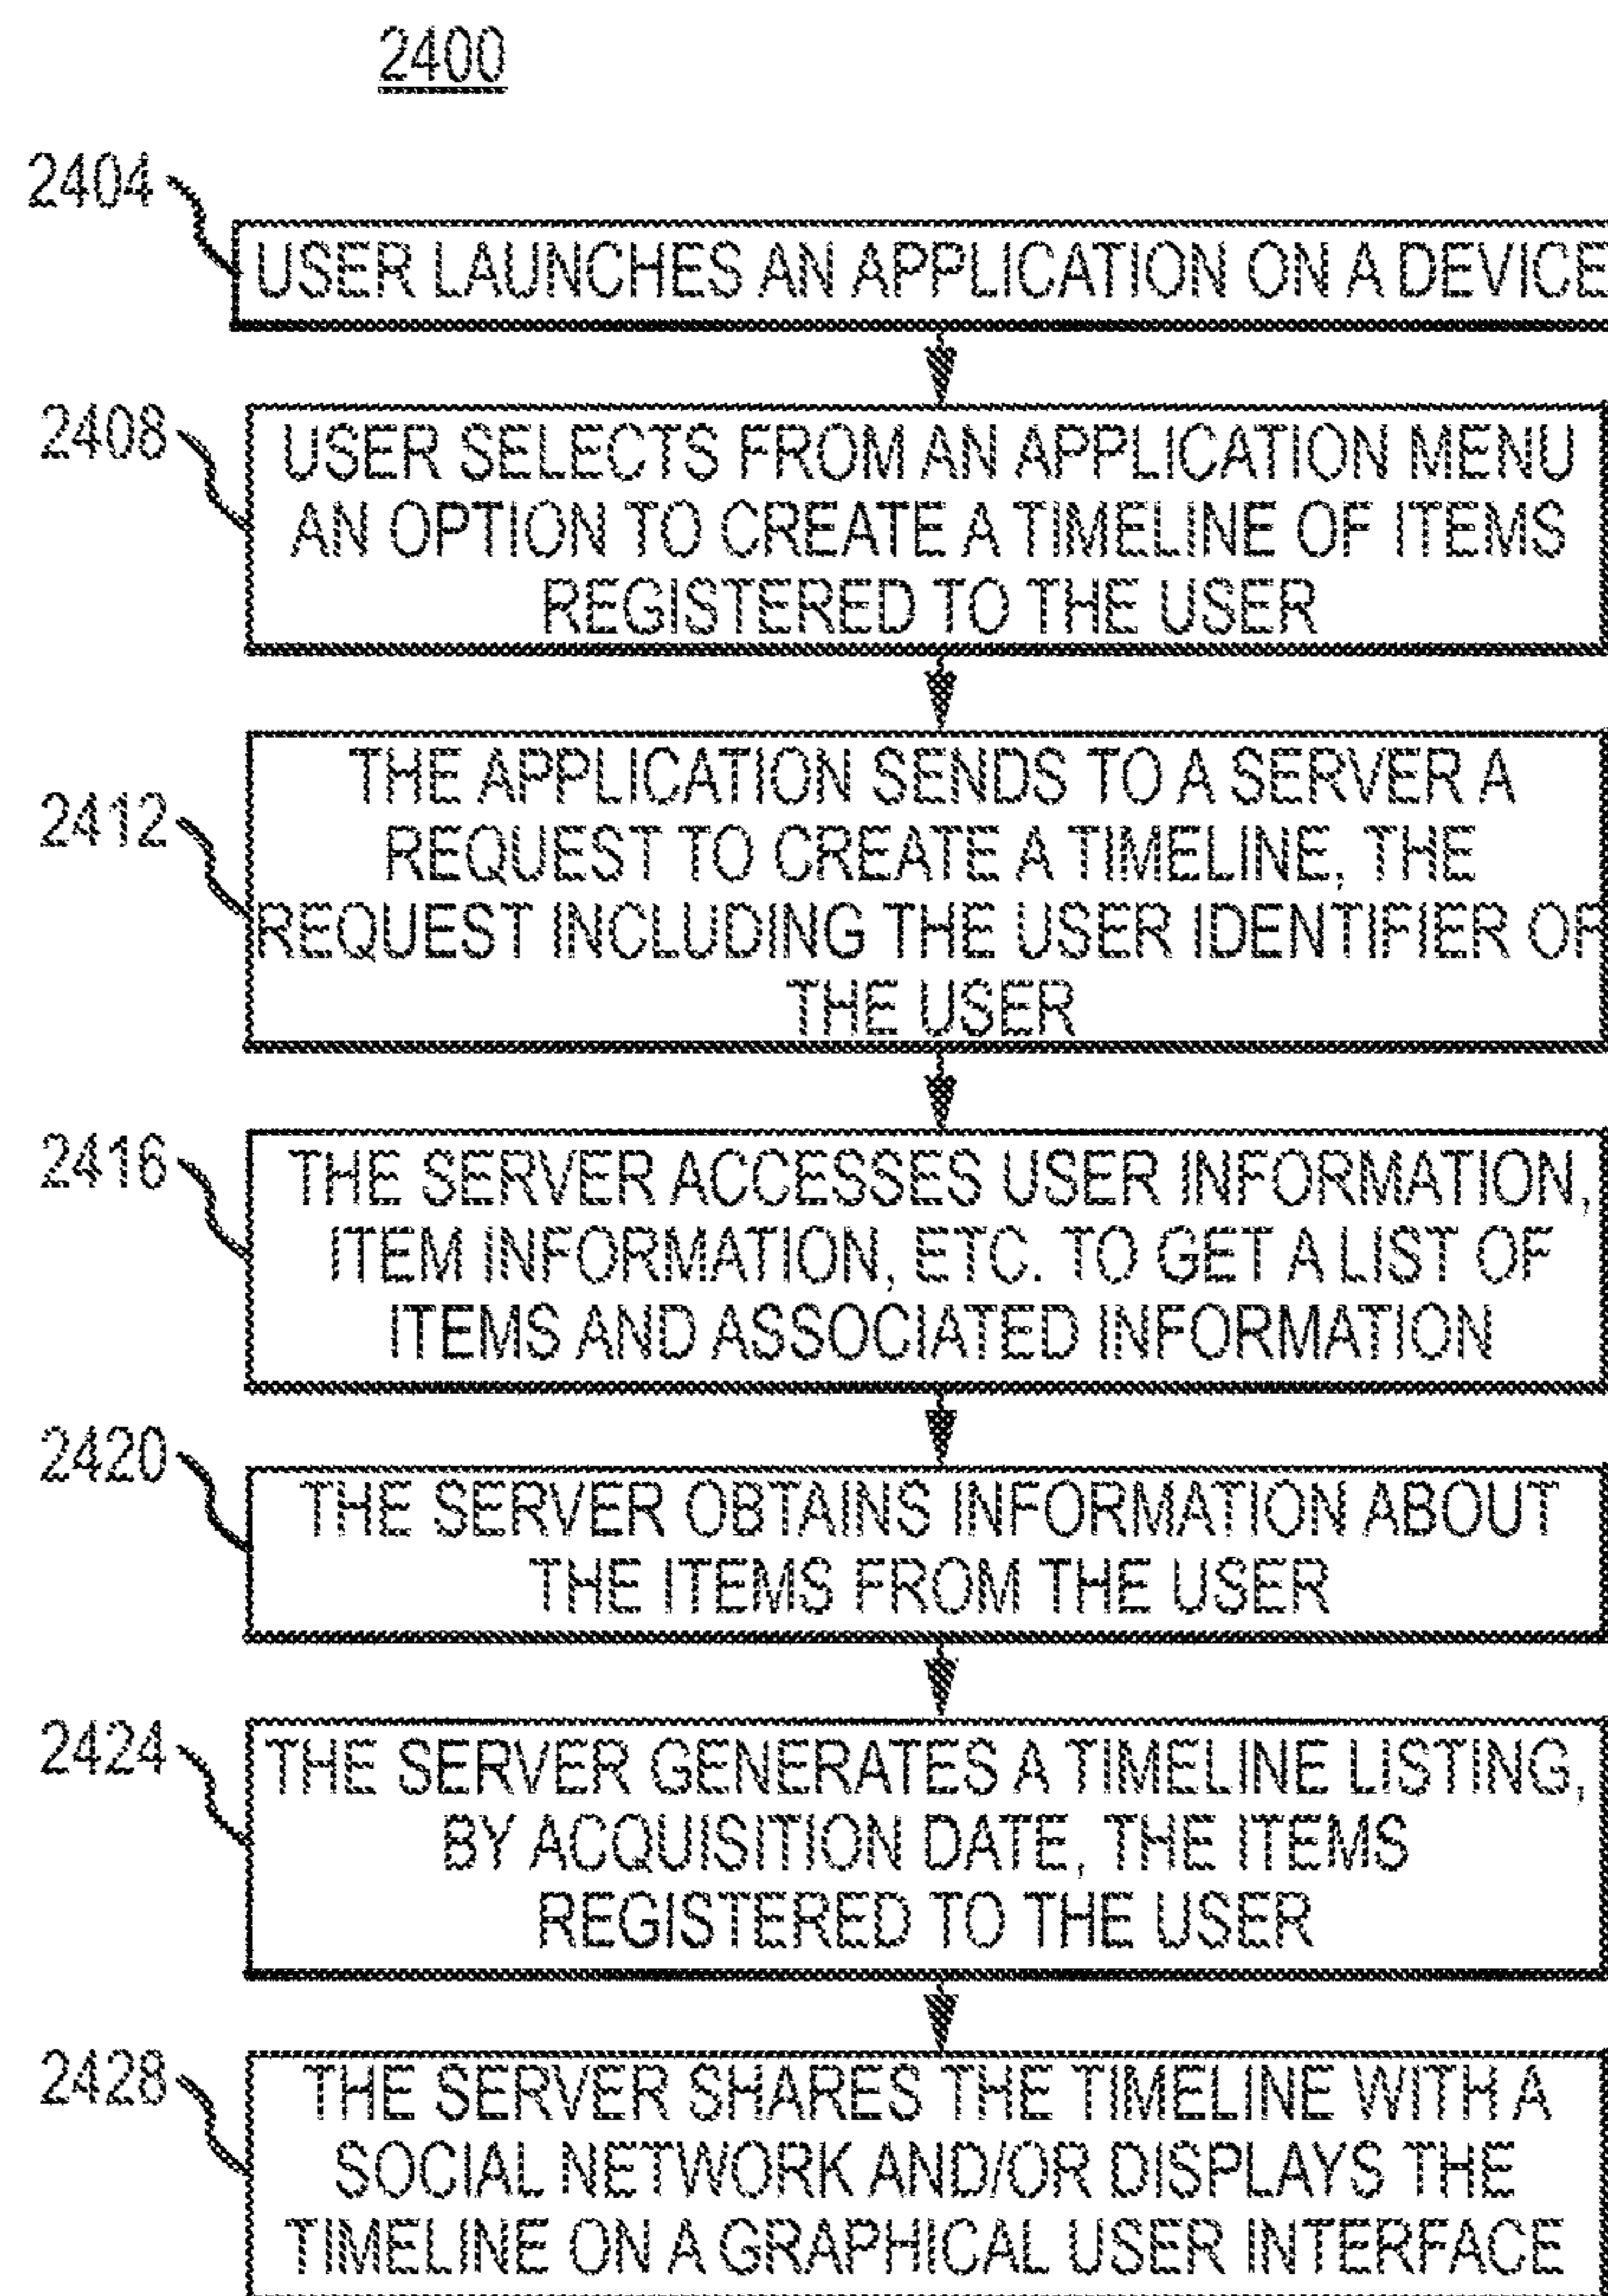 2400
2404
USER LAUNCHES AN APPLICATION ON A DEVICE
2408
USER SELECTS FROM AN APPLICATION MENU
AN OPTION TO CREATE A TIMELINE OF ITEMS
REGISTERED TO THE USER
2412
THE APPLICATION SENDS TO A SERVER A
REQUEST TO CREATE A TIMELINE, THE
REQUEST INCLUDING THE USER IDENTIFIER OF
THE USER
2416
THE SERVER ACCESSES USER INFORMATION,
ITEM INFORMATION, ETC. TO GET A LIST OF
ITEMS AND ASSOCIATED INFORMATION
2420
THE SERVER OBTAINS INFORMATION ABOUT
THE ITEMS FROM THE USER
2424
THE SERVER GENERATES A TIMELINE LISTING,
BY ACQUISITION DATE, THE ITEMS
REGISTERED TO THE USER
2428
THE SERVER SHARES THE TIMELINE WITH A
SOCIAL NETWORK AND/OR DISPLAYS THE
TIMELINE ON A GRAPHICAL USER INTERFACE